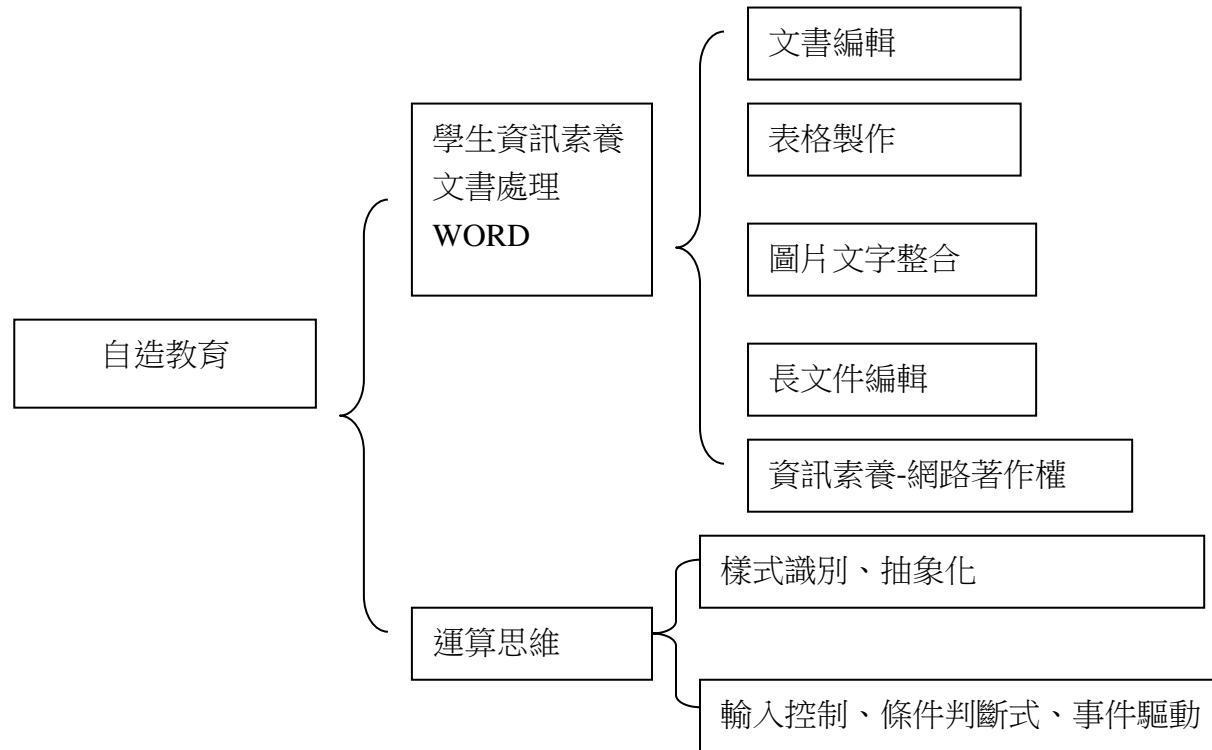 文書編輯
學生資訊素養
文書處理
WORD
表格製作
圖片文字整合
自造教育
長文件編輯
資訊素養-網路著作權
樣式識別、抽象化
運算思維
輸入控制、條件判斷式、事件驅動